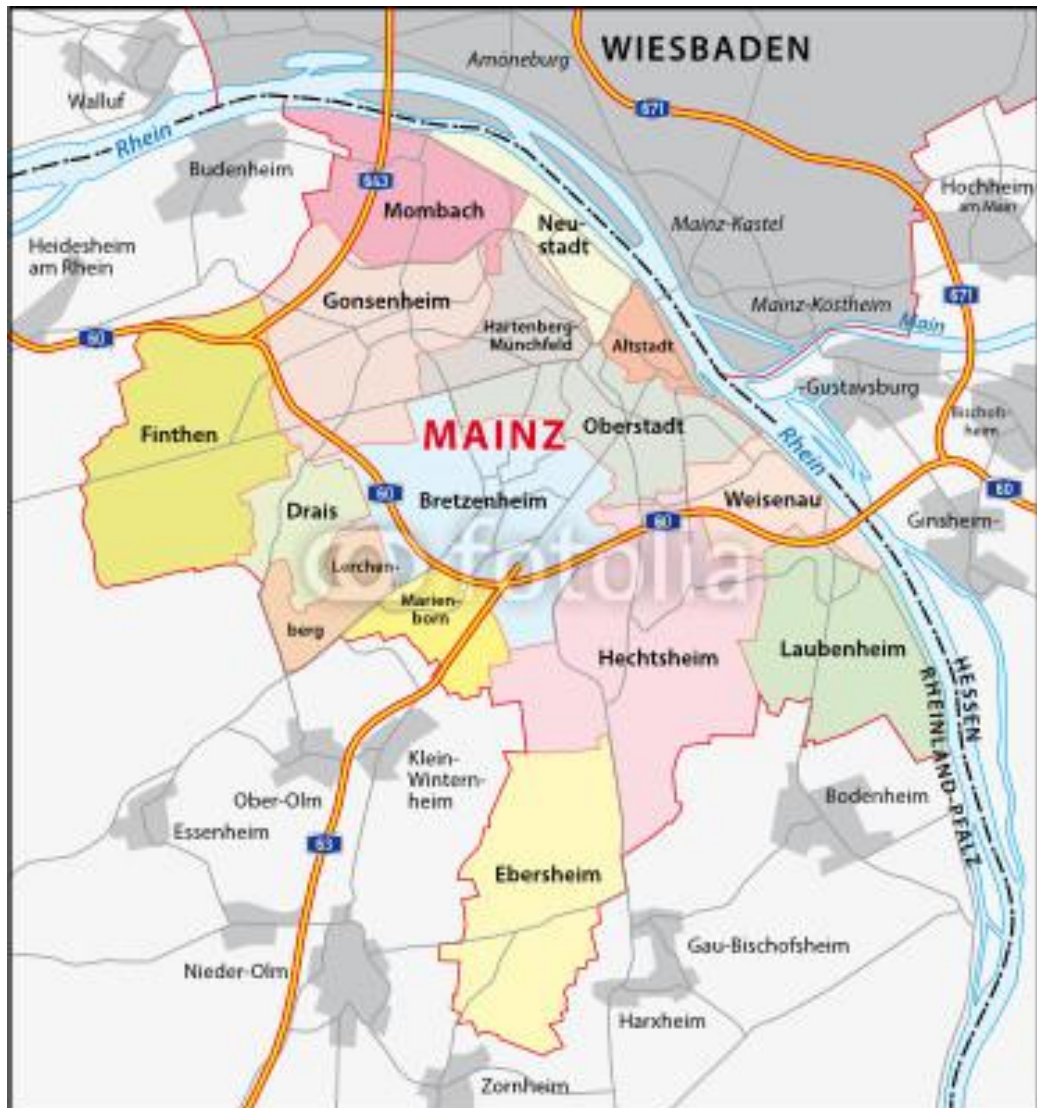 WIESBADEN
Amöneburg
671
Walluf
Rhein
Budenheim
643
Mombach
Hochheim
am Main
Neu-
stadt
Mainz-Kastel
Heidesheim
am Rhein
Gonsenheim
Mainz-Kostheim
671
Main
60
Hartenberg-
Münchfeld
Altstadt
-Gustavsburg
Bischofs-
heim
Finthen
MAINZ
Oberstadt
Rhein
60
Bretzenheim
Weisenau
60
Drais
60
Ginsheim-
fotolia
Lerchen-
berg
Marien-
born
Hechtsheim
Laubenheim
HESSEN
RHEINLAND-PFALZ
Klein-
Wintern-
heim
Ober-Olm
Bodenheim
Essenheim
63
Ebersheim
Nieder-Olm
Gau-Bischofsheim
Harxheim
Zornheim